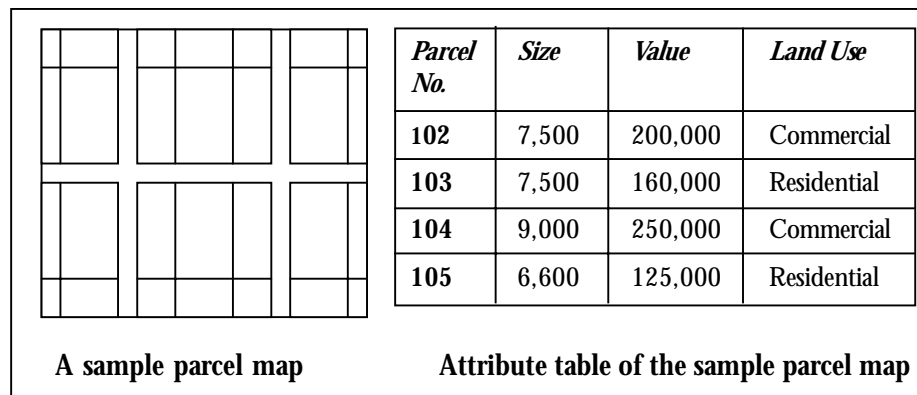 Parcel No. Size Value Land Use
102 7,500 200,000 Commercial
103 7,500 160,000 Residential
104 9,000 250,000 Commercial
105 6,600 125,000 Residential
A sample parcel map Attribute table of the sample parcel map